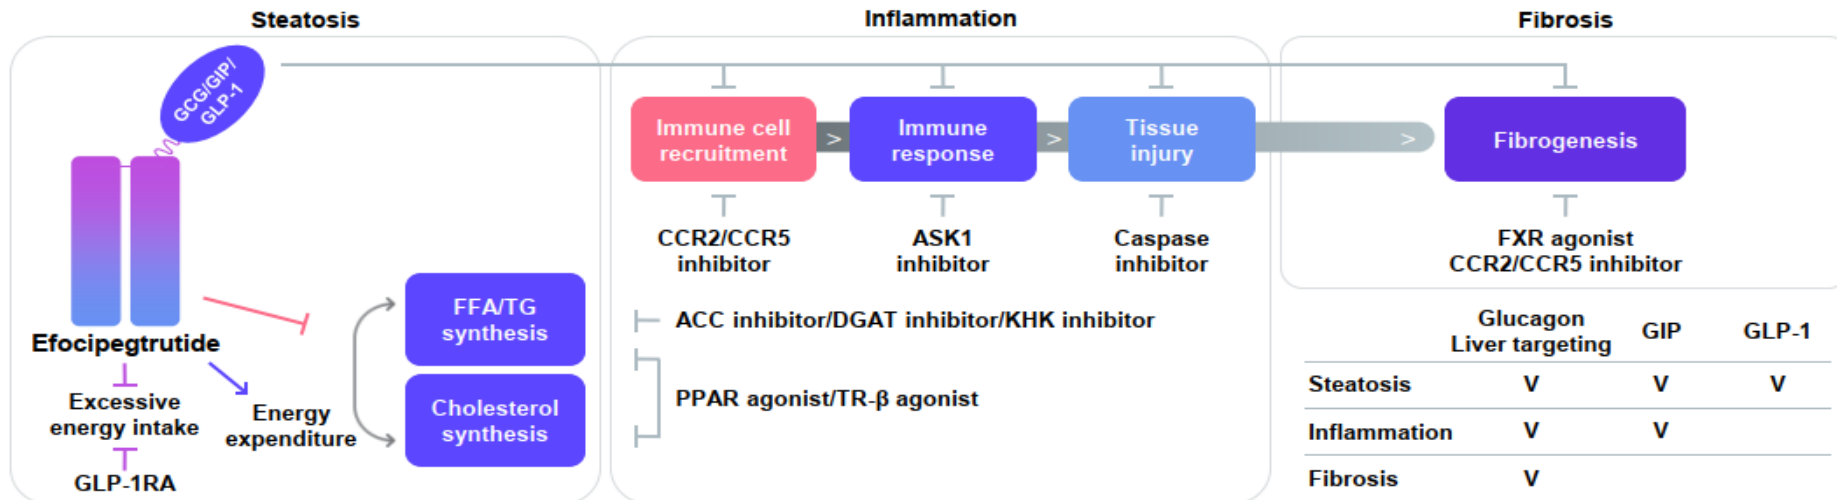 Steatosis
GCG/GIP/
GLP-1
Efocipegtrutide
Excessive
energy intake
GLP-1RA
Energy
expenditure
FFA/TG
synthesis
Cholesterol
synthesis
Inflammation
Immune cell
recruitment
>
Immune
response
>
Tissue
injury
>
CCR2/CCR5
inhibitor
ASK1
inhibitor
Caspase
inhibitor
ACC inhibitor/DGAT inhibitor/KHK inhibitor
PPAR agonist/TR-β agonist
Fibrosis
Fibrogenesis
FXR agonist
CCR2/CCR5 inhibitor
Glucagon
Liver targeting GIP GLP-1
Steatosis V V V
Inflammation V V
Fibrosis V